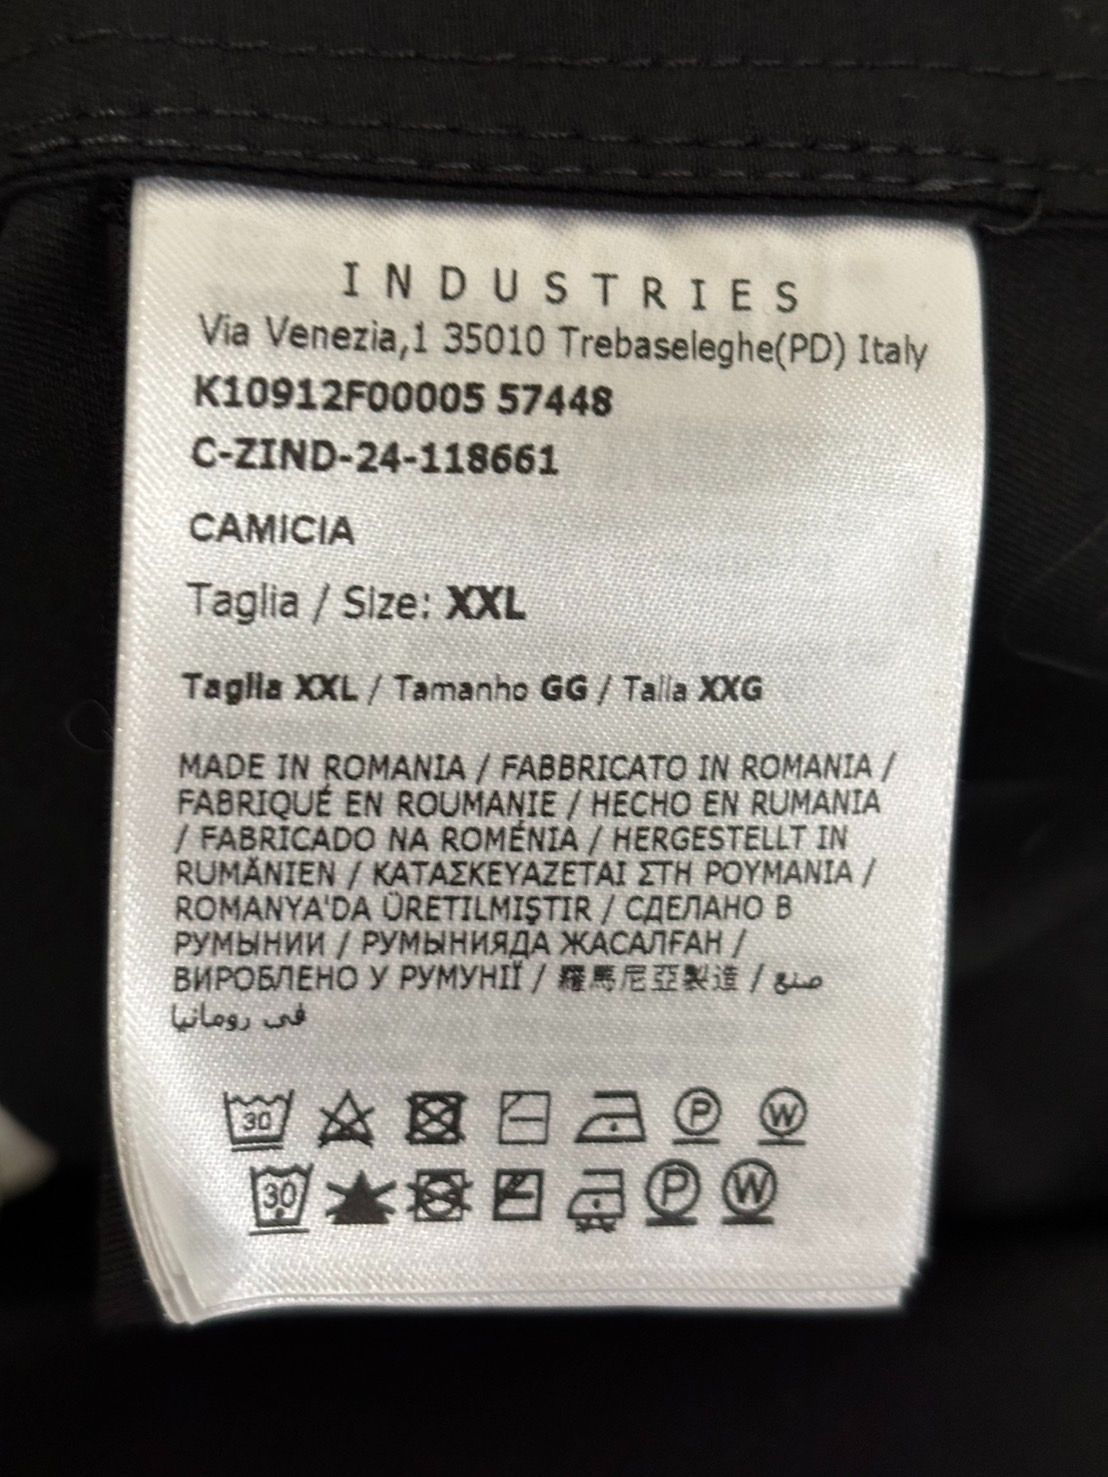 INDUSTRIES
Via Venezia,1 35010 Trebaseleghe(PD) Italy
K10912F00005 57448
C-ZIND-24-118661
CAMICIA
Taglia / Size: XXL
Taglia XXL / Tamanho GG / Talla XXG
MADE IN ROMANIA / FABBRICATO IN ROMANIA /
FABRIQUÉ EN ROUMANIE / HECHO EN RUMANIA
/ FABRICADO NA ROMÉNIA / HERGESTELLT IN
RUMÄNIEN / ΚΑΤΑΣΚΕΥΑΖΕΤΑΙ ΣΤΗ ΡΟΥΜΑΝΙΑ /
ROMANYA'DA ÜRETILMIŞTIR / СДЕЛАНО В
РУМЫНИИ / РУМЫНИЯДА ЖАСАЛҒАН /
ВИРОБЛЕНО У РУМУНІЇ / 羅馬尼亞製造 / صنع
في رومانيا
30 P W
30 P W